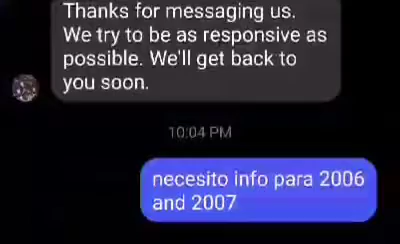 Thanks for messaging us.
We try to be as responsive as
possible. We'll get back to
you soon.
10:04 PM
necesito info para 2006
and 2007